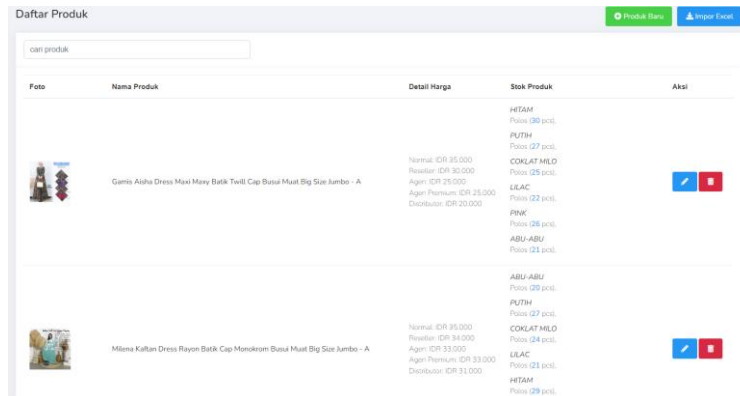 Daftar Produk
Produk Baru
Impor Excel
cari produk
Foto Nama Produk Detail Harga Stok Produk Aksi
Gamis Aisha Dress Maxi Maxy Batik Twill Cap Busui Muat Big Size Jumbo - A
Normal: IDR 35.000
Reseller: IDR 30.000
Agen: IDR 25.000
Agen Premium: IDR 25.000
Distributor: IDR 20.000
HITAM
Polos (30 pcs),
PUTIH
Polos (27 pcs),
COKLAT MILO
Polos (25 pcs),
LILAC
Polos (22 pcs),
PINK
Polos (26 pcs),
ABU-ABU
Polos (21 pcs),
Milena Kaftan Dress Rayon Batik Cap Monokrom Busui Muat Big Size Jumbo - A
Normal: IDR 35.000
Reseller: IDR 34.000
Agen: IDR 33.000
Agen Premium: IDR 33.000
Distributor: IDR 31.000
ABU-ABU
Polos (20 pcs),
PUTIH
Polos (27 pcs),
COKLAT MILO
Polos (24 pcs),
LILAC
Polos (21 pcs),
HITAM
Polos (29 pcs),